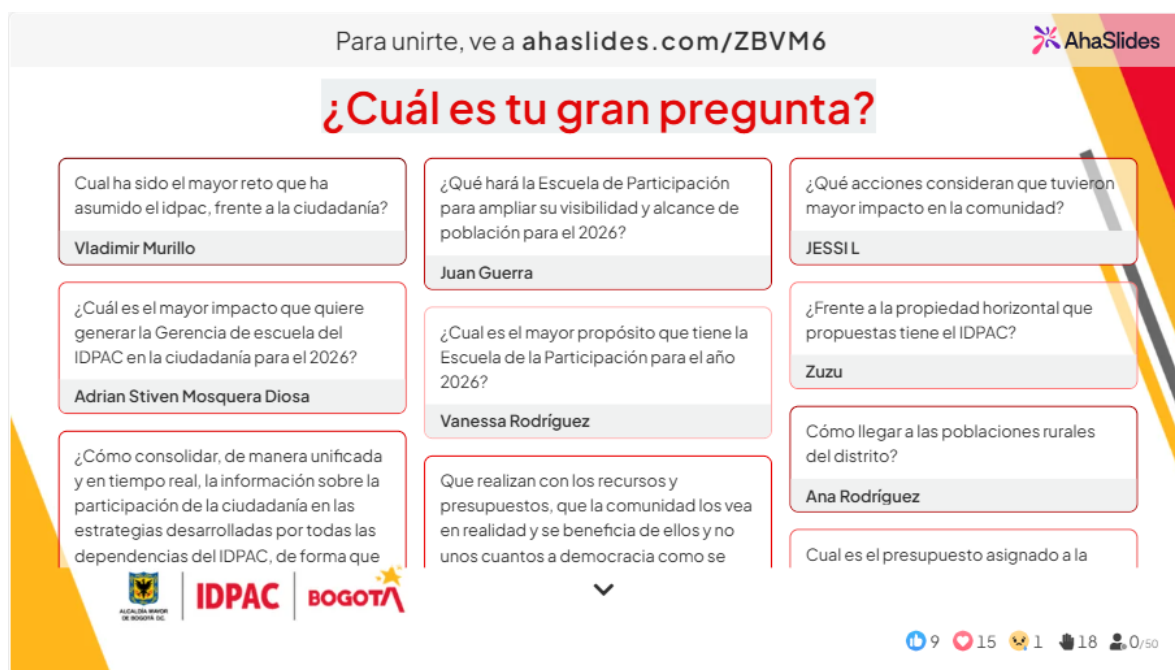 Para unirte, ve a ahaslides.com/ZBVM6
AhaSlides
¿Cuál es tu gran pregunta?
Cual ha sido el mayor reto que ha
asumido el idpac, frente a la ciudadanía?
Vladimir Murillo
¿Cuál es el mayor impacto que quiere
generar la Gerencia de escuela del
IDPAC en la ciudadanía para el 2026?
Adrian Stiven Mosquera Diosa
¿Cómo consolidar, de manera unificada
y en tiempo real, la información sobre la
participación de la ciudadanía en las
estrategias desarrolladas por todas las
dependencias del IDPAC, de forma que
¿Qué hará la Escuela de Participación
para ampliar su visibilidad y alcance de
población para el 2026?
Juan Guerra
¿Cual es el mayor propósito que tiene la
Escuela de la Participación para el año
2026?
Vanessa Rodríguez
Que realizan con los recursos y
presupuestos, que la comunidad los vea
en realidad y se beneficia de ellos y no
unos cuantos a democracia como se
¿Qué acciones consideran que tuvieron
mayor impacto en la comunidad?
JESSI L
¿Frente a la propiedad horizontal que
propuestas tiene el IDPAC?
Zuzu
Cómo llegar a las poblaciones rurales
del distrito?
Ana Rodríguez
Cual es el presupuesto asignado a la
ALCALDÍA MAYOR
DE BOGOTÁ D.C.
IDPAC
BOGOTÁ
9 15 1 18 0/50